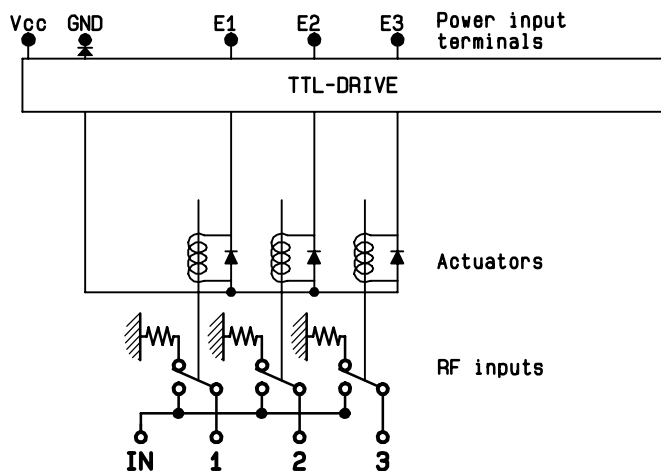 Vcc GND E1 E2 E3 Power input
terminals
TTL-DRIVE
Actuators
RF inputs
IN 1 2 3